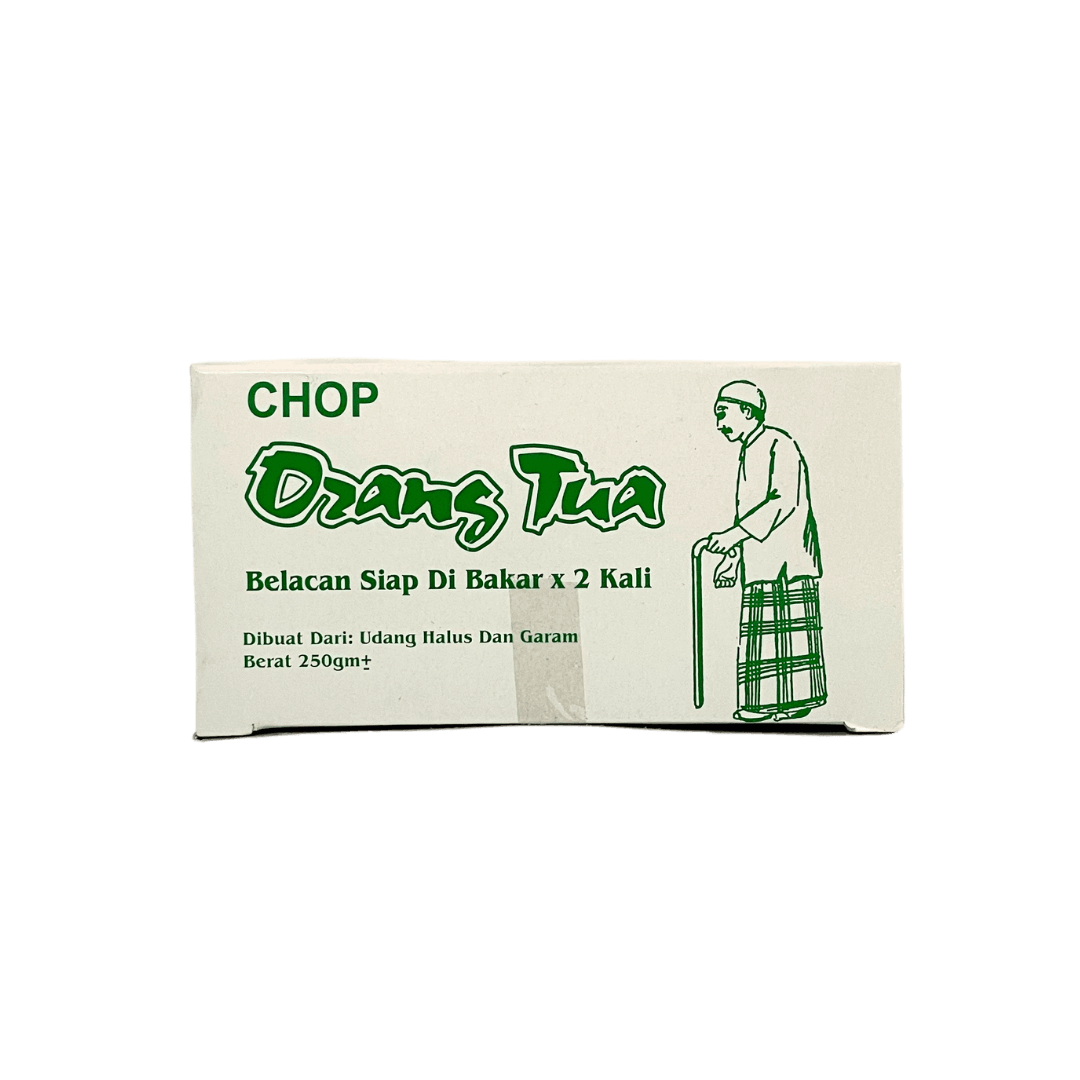 CHOP
Orang Tua
Belacan Siap Di Bakar x 2 Kali
Dibuat Dari: Udang Halus Dan Garam
Berat 250gm±